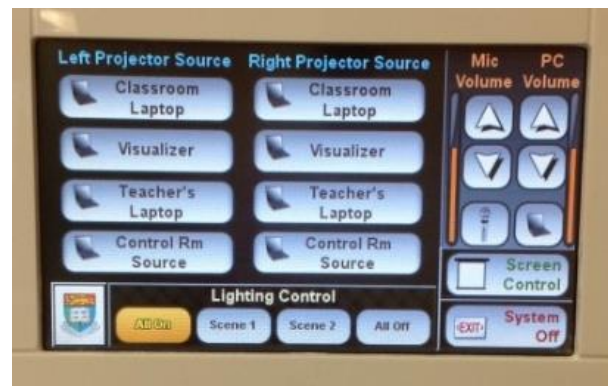 Left Projector Source
Right Projector Source
Mic Volume
PC Volume
Classroom
Laptop
Classroom
Laptop
Visualizer
Visualizer
Teacher's
Laptop
Teacher's
Laptop
Control Rm
Source
Control Rm
Source
Screen
Control
Lighting Control
All On
Scene 1
Scene 2
All Off
EXIT
System
Off